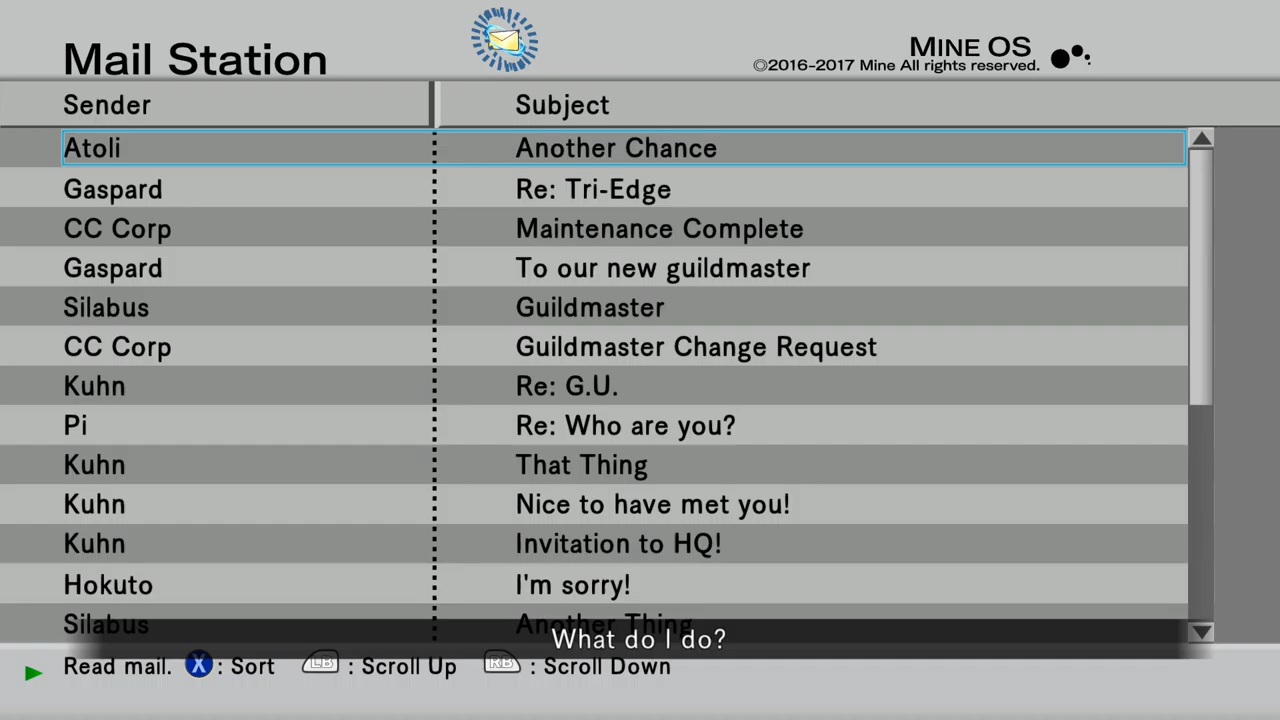 Mail Station
MINE OS
©2016-2017 Mine All rights reserved.
Sender Subject
Atoli Another Chance
Gaspard Re: Tri-Edge
CC Corp Maintenance Complete
Gaspard To our new guildmaster
Silabus Guildmaster
CC Corp Guildmaster Change Request
Kuhn Re: G.U.
Pi Re: Who are you?
Kuhn That Thing
Kuhn Nice to have met you!
Kuhn Invitation to HQ!
Hokuto I'm sorry!
Silabus Another Thing
What do I do?
Read mail. X : Sort LB : Scroll Up RB : Scroll Down